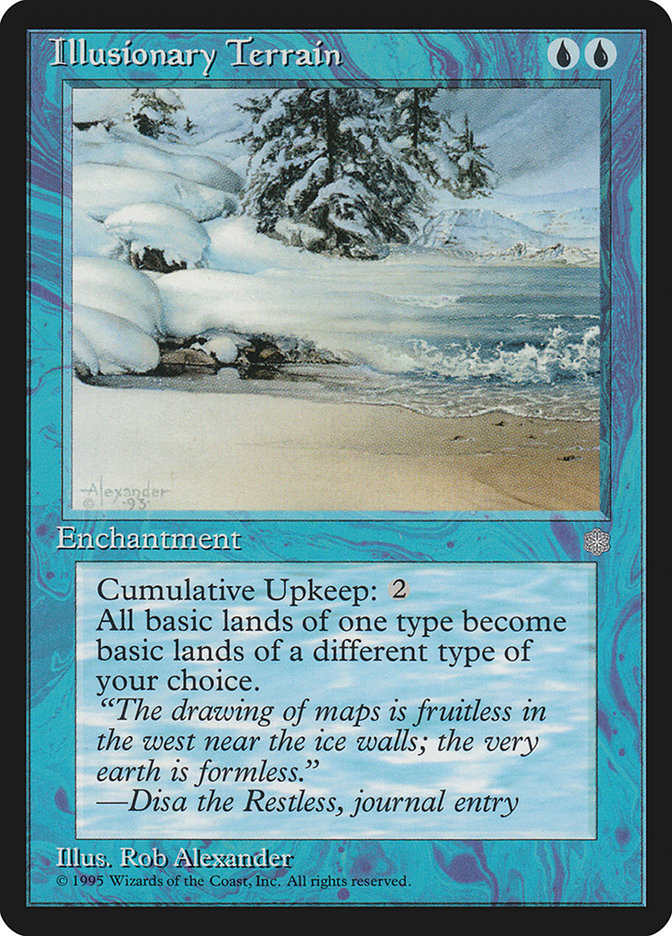 Illusionary Terrain
Alexander
© 93
Enchantment
Cumulative Upkeep: 2
All basic lands of one type become
basic lands of a different type of
your choice.
“The drawing of maps is fruitless in
the west near the ice walls; the very
earth is formless.”
—Disa the Restless, journal entry
Illus. Rob Alexander
© 1995 Wizards of the Coast, Inc. All rights reserved.